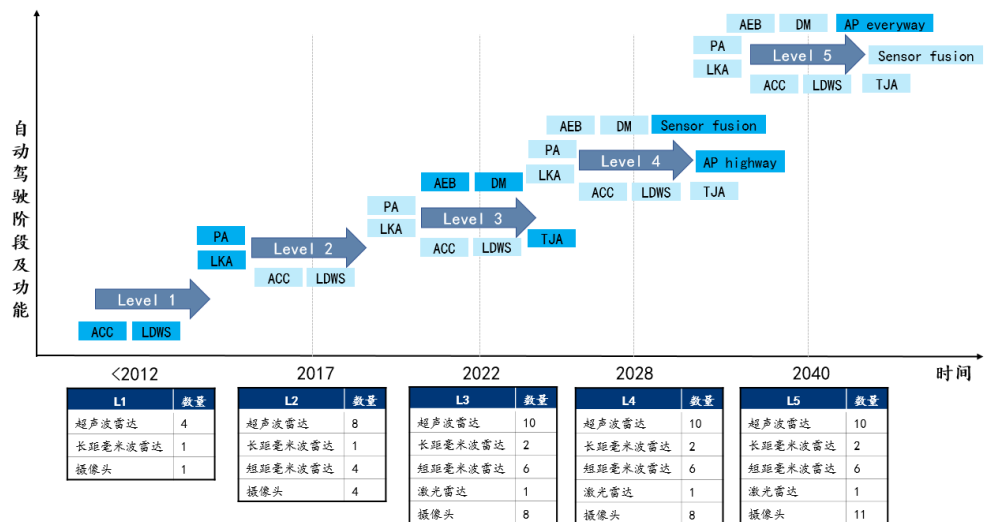 自动驾驶阶段及功能
AEB DM AP everyway
PA Level 5 Sensor fusion
LKA
ACC LDWS TJA
AEB DM Sensor fusion
PA Level 4 AP highway
LKA
ACC LDWS TJA
AEB DM
PA Level 3
LKA
ACC LDWS TJA
PA Level 2
LKA
ACC LDWS
Level 1
ACC LDWS
<2012 2017 2022 2028 2040 时间
L1 数量
超声波雷达 4
长距毫米波雷达 1
摄像头 1
L2 数量
超声波雷达 8
长距毫米波雷达 1
短距毫米波雷达 4
摄像头 4
L3 数量
超声波雷达 10
长距毫米波雷达 2
短距毫米波雷达 6
激光雷达 1
摄像头 8
L4 数量
超声波雷达 10
长距毫米波雷达 2
短距毫米波雷达 6
激光雷达 1
摄像头 8
L5 数量
超声波雷达 10
长距毫米波雷达 2
短距毫米波雷达 6
激光雷达 1
摄像头 11